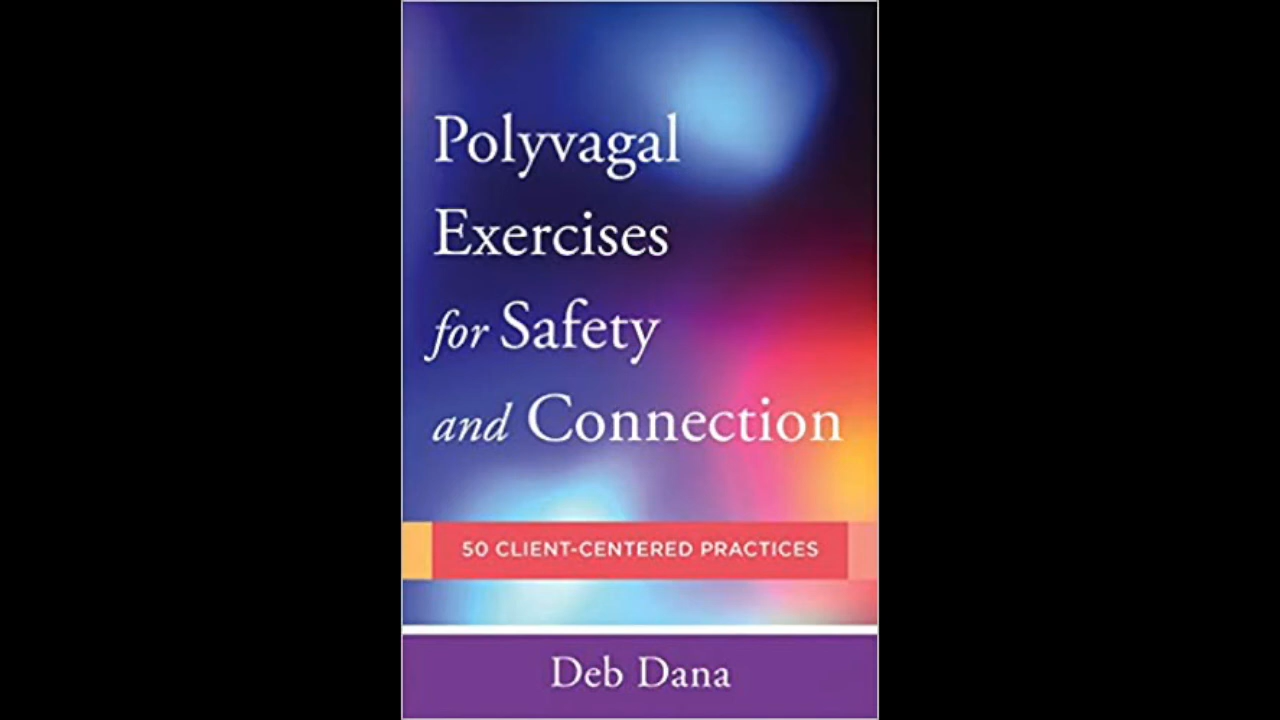 Polyvagal
Exercises
for Safety
and Connection
50 CLIENT-CENTERED PRACTICES
Deb Dana